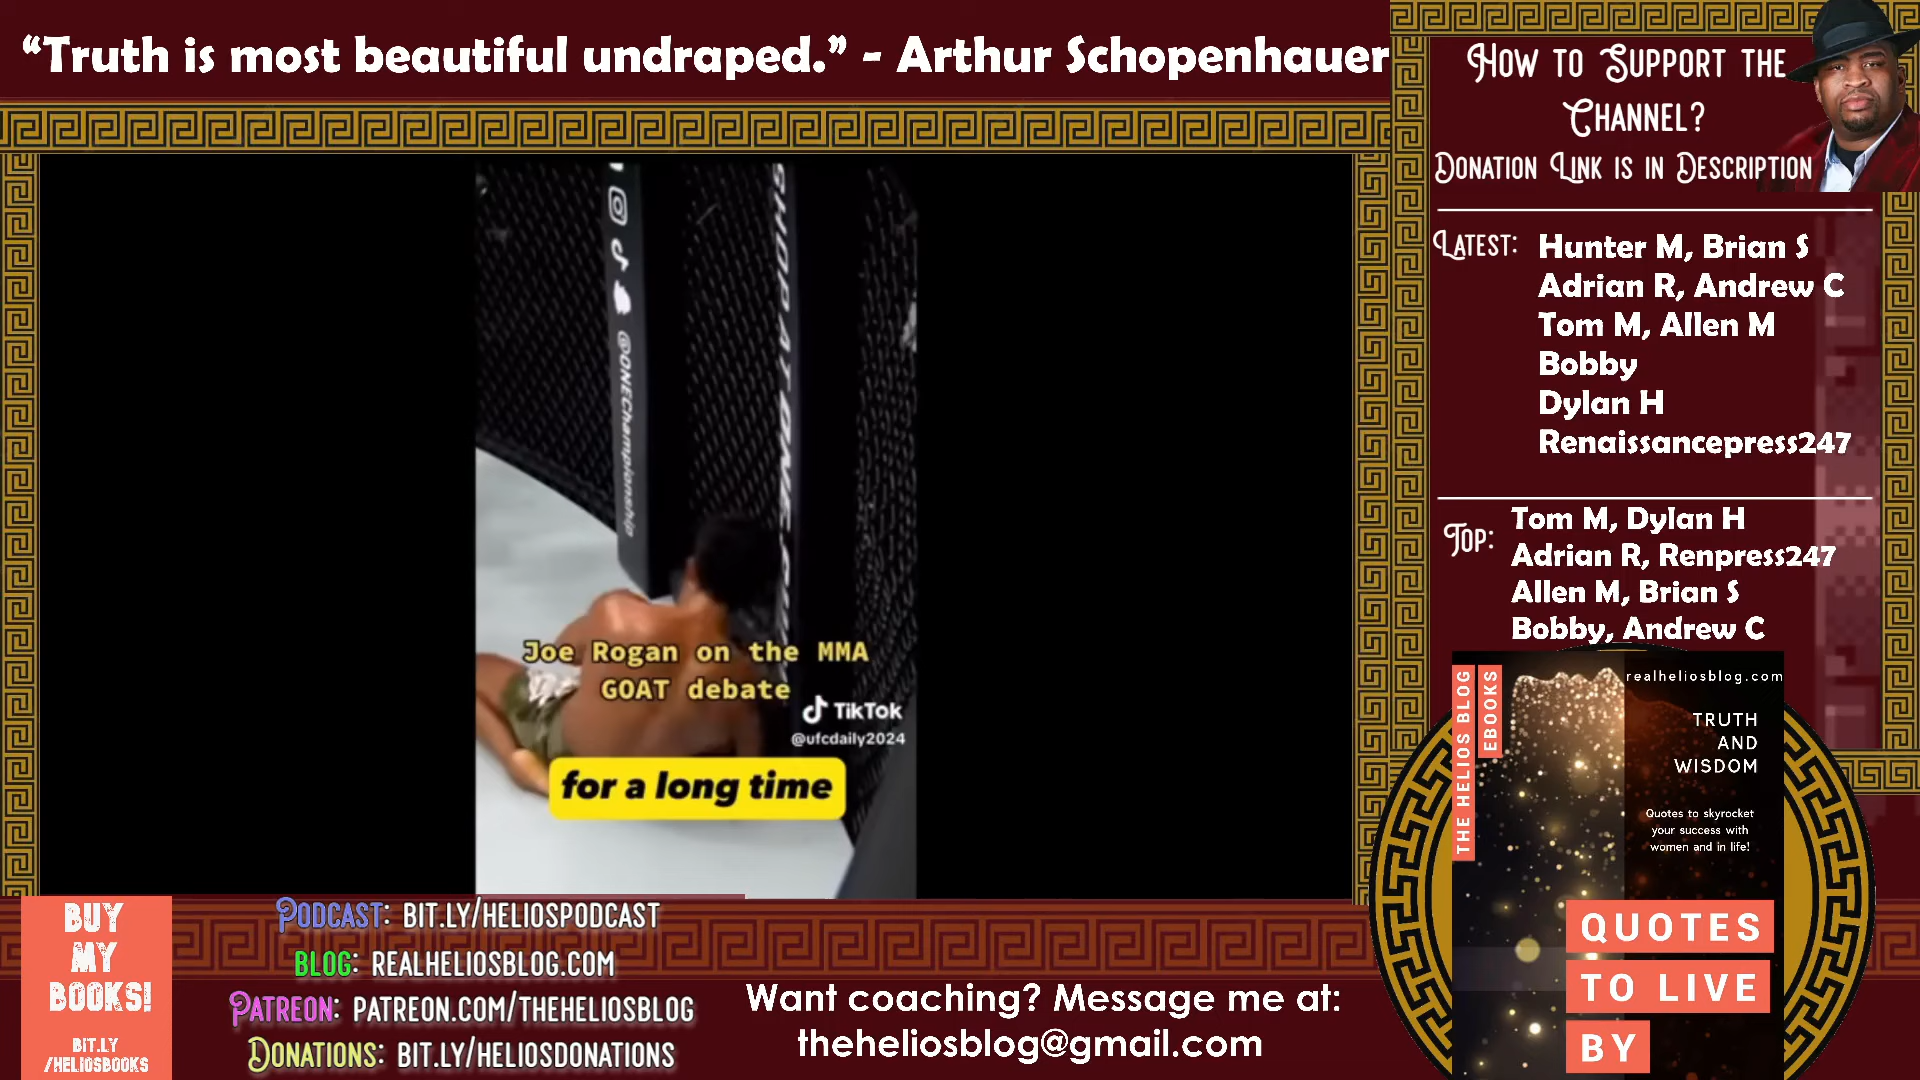 “Truth is most beautiful undraped.” - Arthur Schopenhauer
How to Support the
Channel?
Donation Link is in Description
Latest:
Hunter M, Brian S
Adrian R, Andrew C
Tom M, Allen M
Bobby
Dylan H
Renaissancepress247
Top:
Tom M, Dylan H
Adrian R, Renpress247
Allen M, Brian S
Bobby, Andrew C
@ONEChampionship
SHOP AT ONE.
Joe Rogan on the MMA
GOAT debate
TikTok
@ufcdaily2024
for a long time
THE HELIOS BLOG
EBOOKS
realheliosblog.com
TRUTH
AND
WISDOM
Quotes to skyrocket
your success with
women and in life!
QUOTES
TO LIVE
BY
BUY
MY
BOOKS!
BIT.LY
/HELIOSBOOKS
Podcast: bit.ly/heliospodcast
Blog: realheliosblog.com
Patreon: patreon.com/theheliosblog
Donations: bit.ly/heliosdonations
Want coaching? Message me at:
theheliosblog@gmail.com